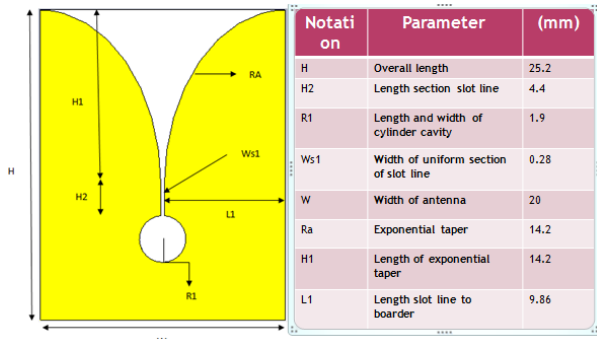 H1
RA
Ws1
H
H2
L1
R1
Notati
on
Parameter
(mm)
H
Overall length
25.2
H2
Length section slot line
4.4
R1
Length and width of
cylinder cavity
1.9
Ws1
Width of uniform section
of slot line
0.28
W
Width of antenna
20
Ra
Exponential taper
14.2
H1
Length of exponential
taper
14.2
L1
Length slot line to
boarder
9.86